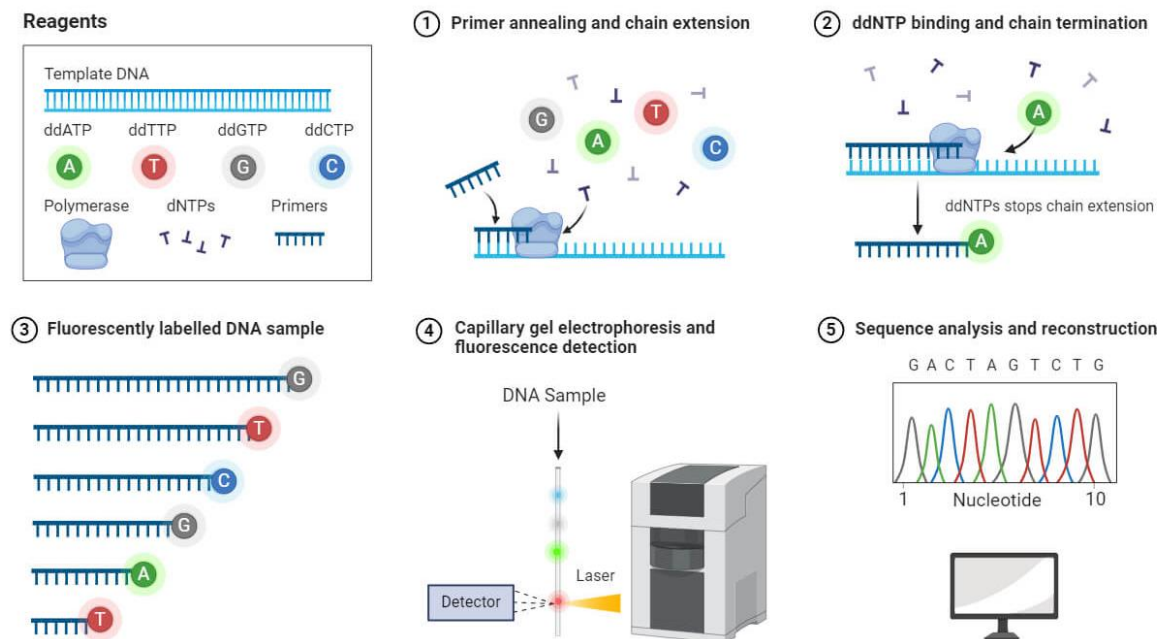 Reagents
Template DNA
ddATP ddTTP ddGTP ddCTP
A T G C
Polymerase dNTPs Primers
1 Primer annealing and chain extension
G
A
T
C
2 ddNTP binding and chain termination
A
ddNTPs stops chain extension
A
3 Fluorescently labelled DNA sample
G
T
C
G
A
T
4 Capillary gel electrophoresis and
fluorescence detection
DNA Sample
Laser
Detector
5 Sequence analysis and reconstruction
G A C T A G T C T G
1 Nucleotide 10